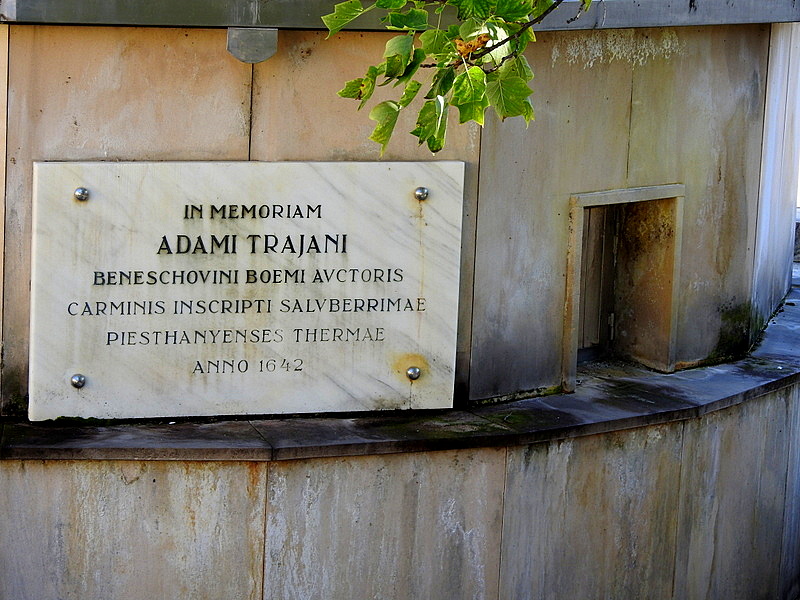 IN MEMORIAM
ADAMI TRAJANI
BENESCHOVINI BOEMI AVCTORIS
CARMINIS INSCRIPTI SALVBERRIMAE
PIESTHANYENSES THERMAE
ANNO 1642